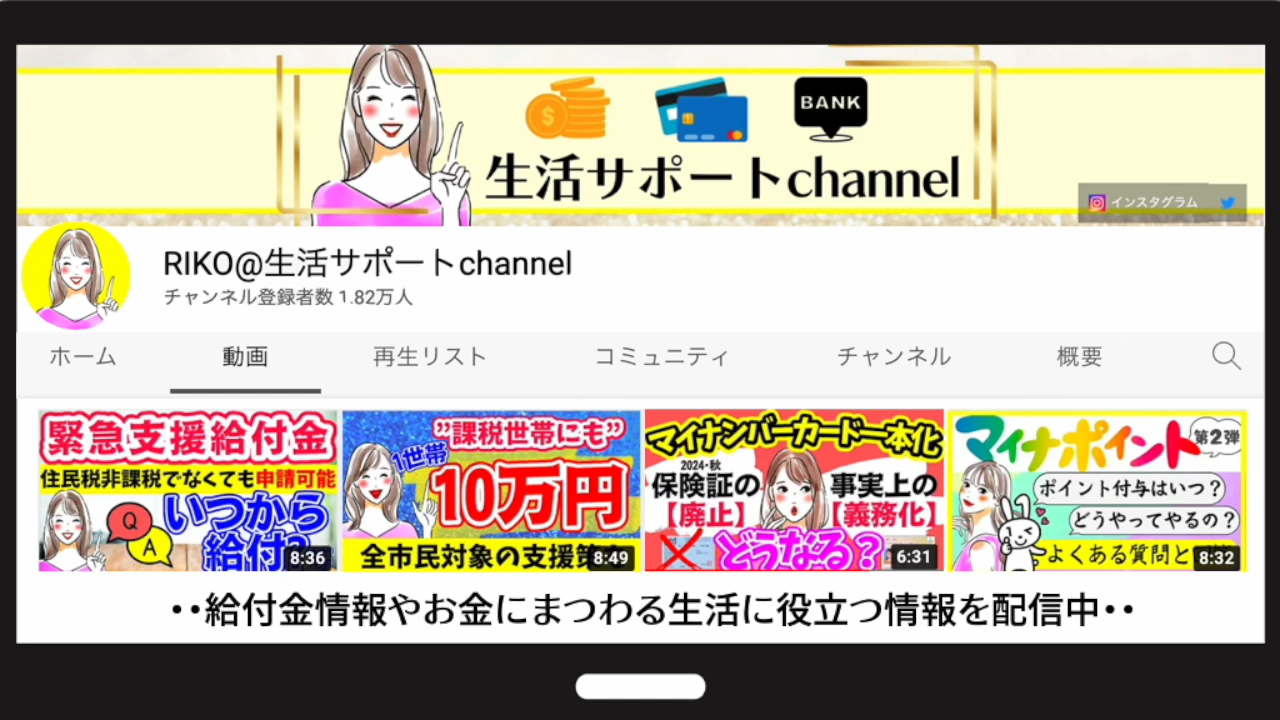 BANK
生活サポートchannel
インスタグラム
RIKO@生活サポートchannel
チャンネル登録者数 1.82万人
ホーム 動画 再生リスト コミュニティ チャンネル 概要
緊急支援給付金
住民税非課税でなくても申請可能
Q
A
いつから
給付?
8:36
”課税世帯にも”
1世帯
10万円
全市民対象の支援策
8:49
マイナンバーカード一本化
2024・秋
保険証の
【廃止】
事実上の
【義務化】
どうなる?
6:31
マイナポイント
第2弾
ポイント付与はいつ?
どうやってやるの?
よくある質問と
8:32
・・給付金情報やお金にまつわる生活に役立つ情報を配信中・・